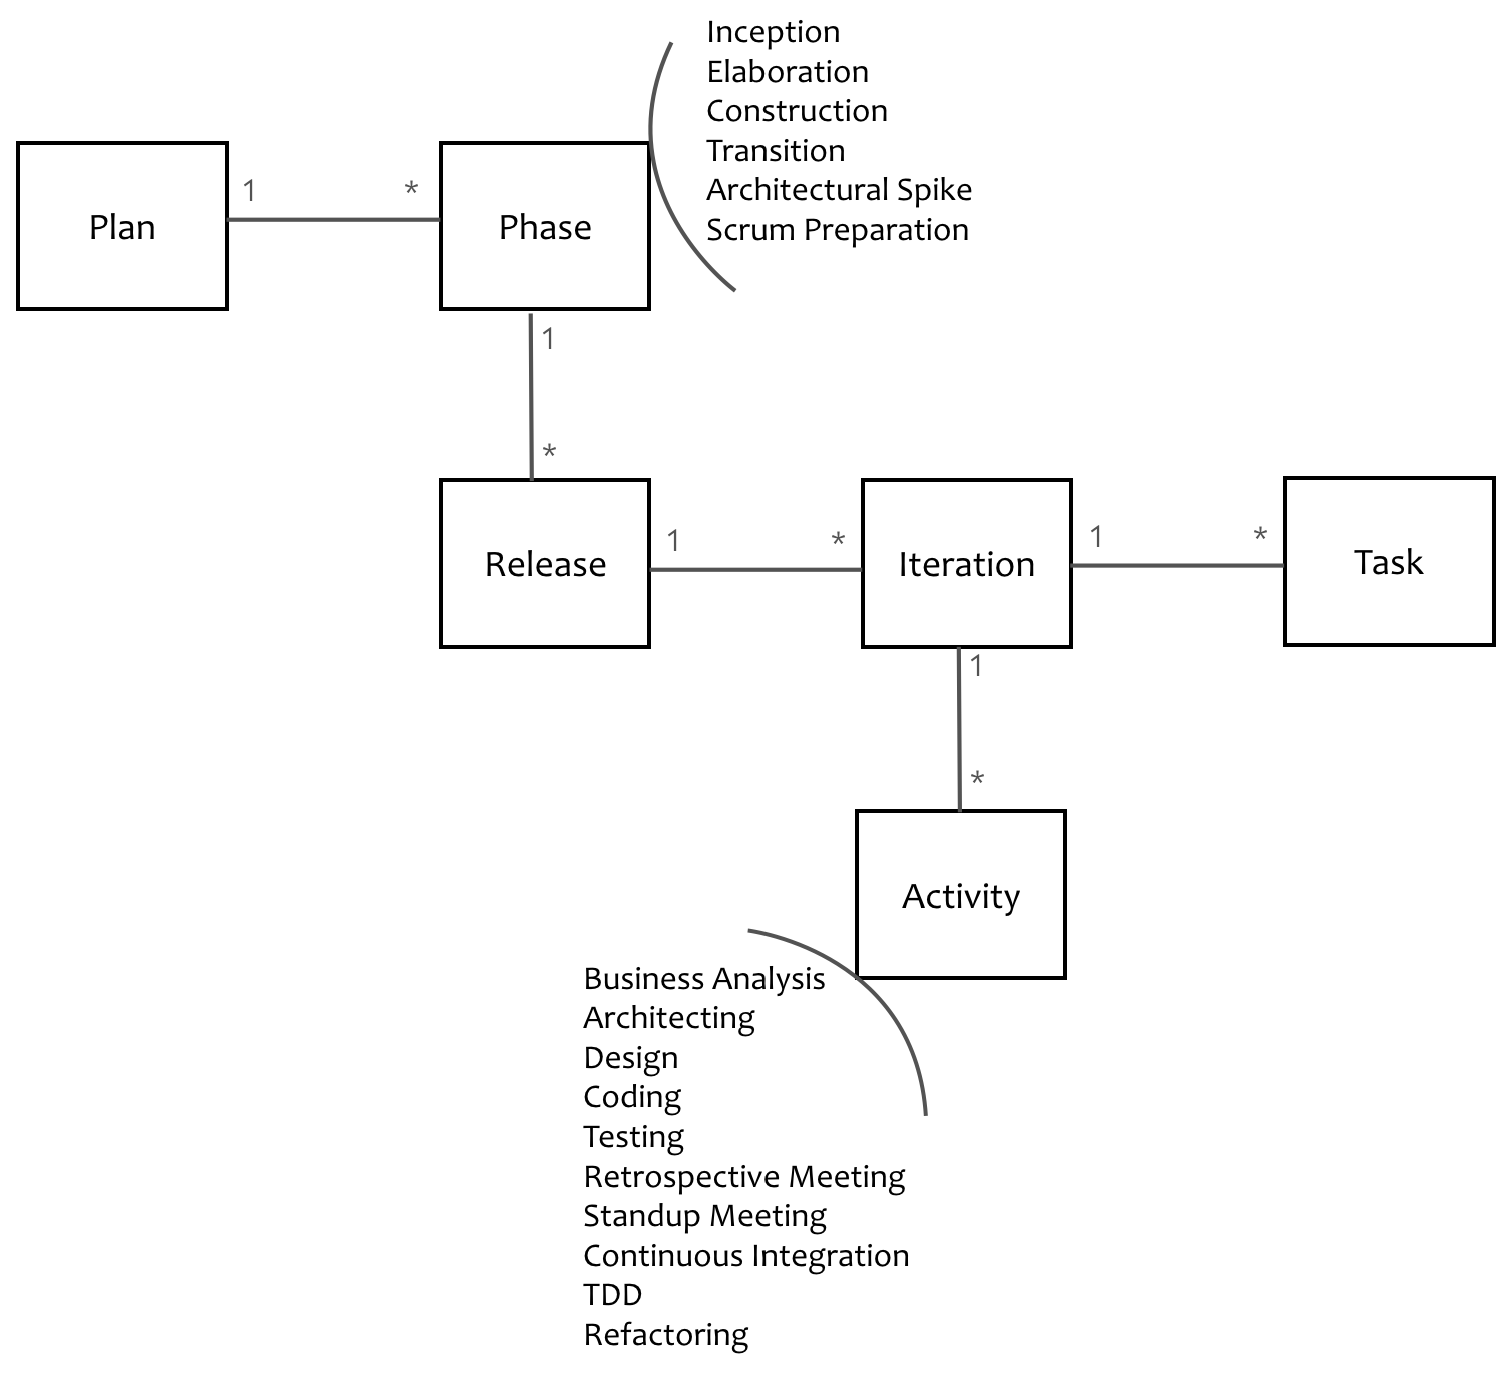 Inception
Elaboration
Construction
Transition
Architectural Spike
Scrum Preparation
Plan
1
*
Phase
1
*
Release
1
*
Iteration
1
*
Task
1
*
Activity
Business Analysis
Architecting
Design
Coding
Testing
Retrospective Meeting
Standup Meeting
Continuous Integration
TDD
Refactoring